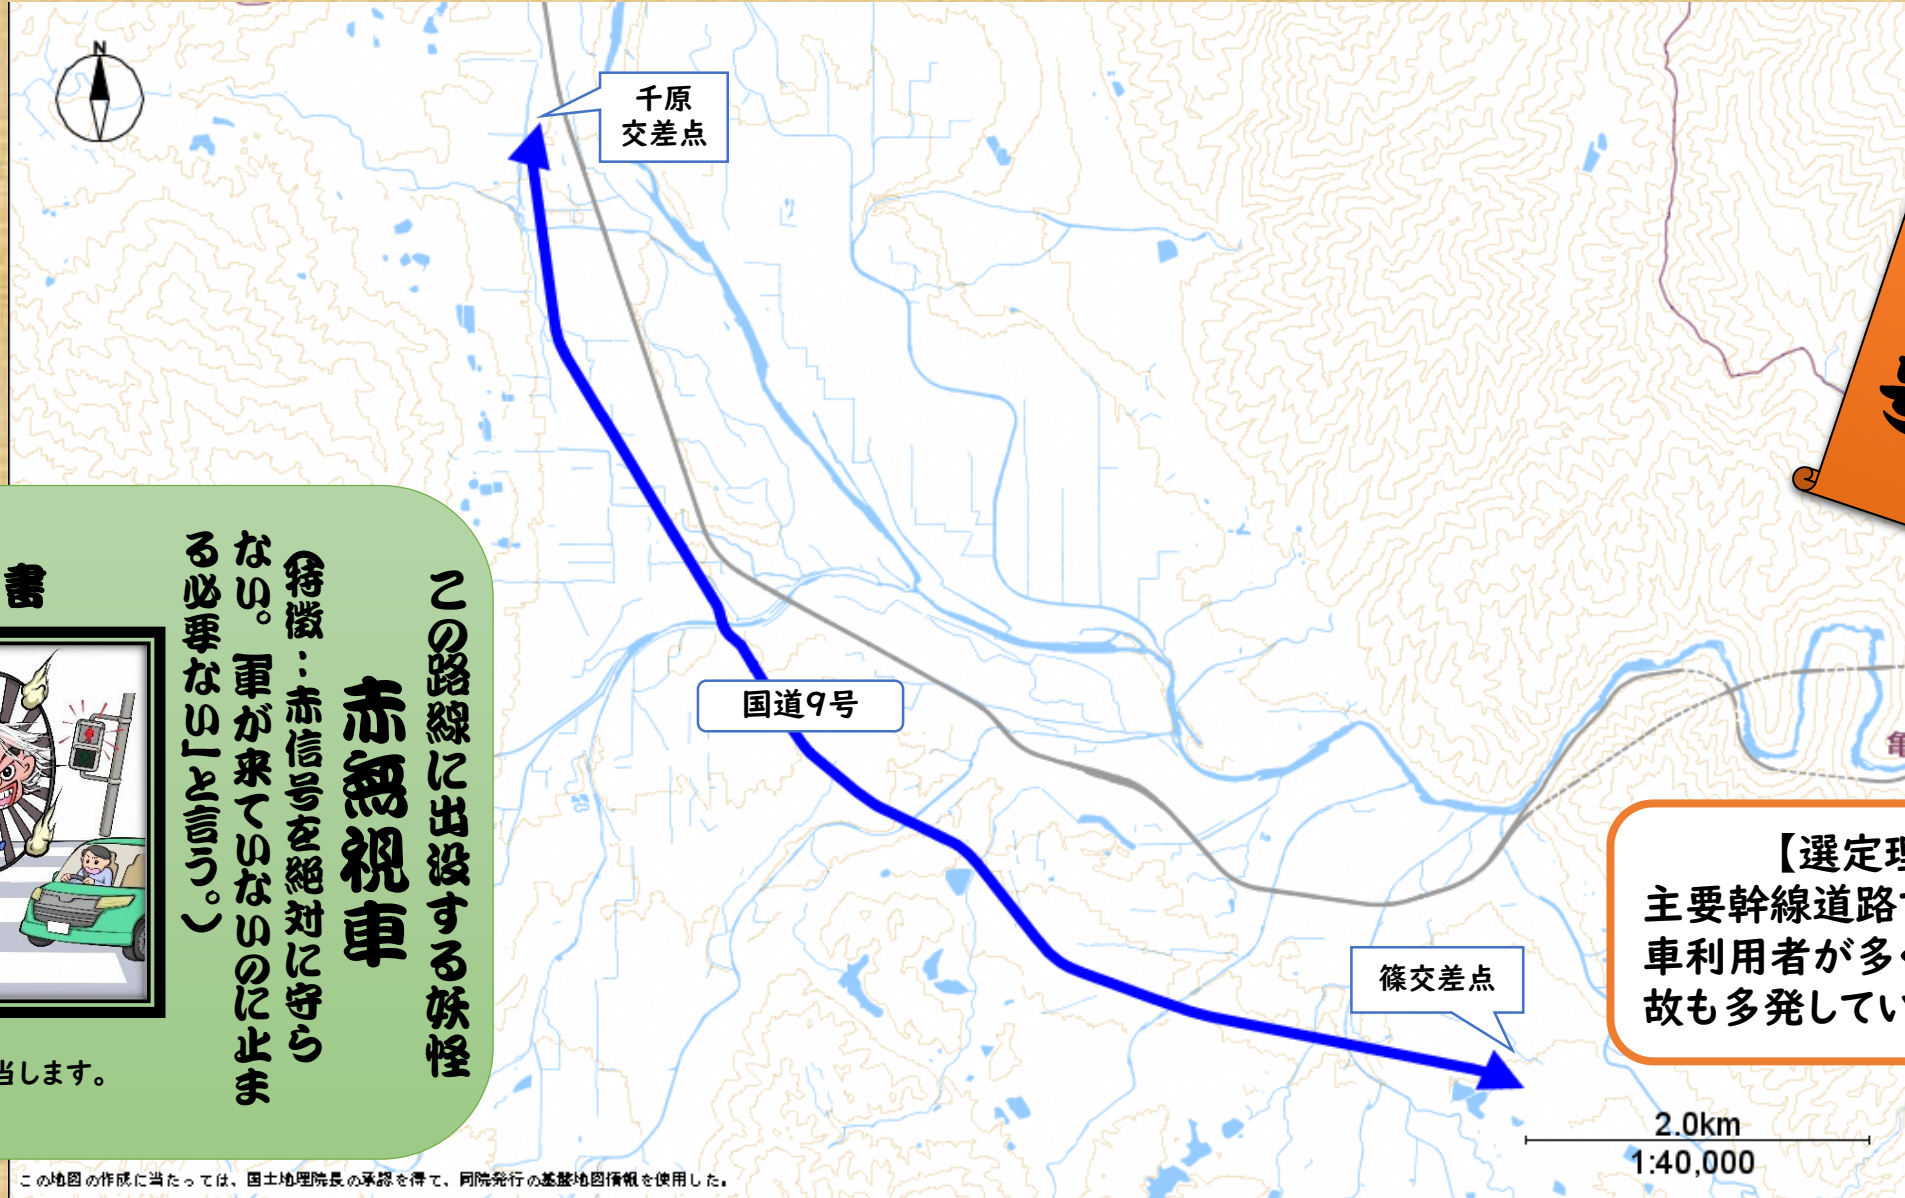 N
千原
交差点
国道9号
篠交差点
この路線に出没する妖怪
赤無視車
(特徴：赤信号を絶対に守ら
ない。「車が来ていないのに止ま
る必要ない」と言う。)
書
当します。
【選定理
主要幹線道路で
車利用者が多く
故も多発してい
亀
2.0km
1:40,000
この地図の作成に当たっては、国土地理院長の承認を得て、同院発行の基盤地図情報を使用した。